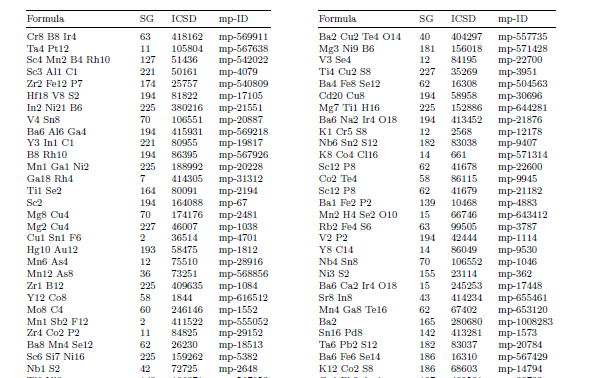 Formula SG ICSD mp-ID
Cr8 B8 Ir4 63 418162 mp-569911
Ta4 Pt12 11 105804 mp-567638
Sc4 Mn2 B4 Rh10 127 51436 mp-542022
Sc3 Al1 C1 221 50161 mp-4079
Zr2 Fe12 P7 174 25757 mp-540809
Hf18 V8 S2 194 81822 mp-17105
In2 Ni21 B6 225 380216 mp-21551
V4 Sn8 70 106551 mp-20887
Ba6 Al6 Ga4 194 415931 mp-569218
Y3 In1 C1 221 80955 mp-19817
B8 Rh10 194 86395 mp-567926
Mn1 Ga1 Ni2 225 188992 mp-20228
Ga18 Rh4 7 414305 mp-31312
Ti1 Se2 164 80091 mp-2194
Sc2 194 164088 mp-67
Mg8 Cu4 70 174176 mp-2481
Mg2 Cu4 227 46007 mp-1038
Cu1 Sn1 F6 2 36514 mp-4701
Hg10 Au12 193 58475 mp-1812
Mn6 As4 12 75510 mp-28916
Mn12 As8 36 73251 mp-568856
Zr1 B12 225 409635 mp-1084
Y12 Co8 58 1844 mp-616512
Mo8 C4 60 246146 mp-1552
Mn1 Sb2 F12 2 411522 mp-555052
Zr4 Co2 P2 11 84825 mp-29152
Ba8 Mn4 Se12 62 26230 mp-18513
Sc6 Si7 Ni16 225 159262 mp-5382
Nb1 S2 42 72725 mp-2648
Formula SG ICSD mp-ID
Ba2 Cu2 Te4 O14 40 404297 mp-557735
Mg3 Ni9 B6 181 156018 mp-571428
V3 Se4 12 84195 mp-22700
Ti4 Cu2 S8 227 35269 mp-3951
Ba4 Fe8 Se12 62 16308 mp-504563
Cd20 Cu8 194 58958 mp-30696
Mg7 Ti1 H16 225 152886 mp-644281
Ba6 Na2 Ir4 O18 194 413452 mp-21876
K1 Cr5 S8 12 2568 mp-12178
Nb6 Sn2 S12 182 83038 mp-9407
K8 Co4 Cl16 14 661 mp-571314
Sc12 P8 62 41678 mp-22600
Co2 Te4 58 86115 mp-9945
Sc12 P8 62 41679 mp-21182
Ba1 Fe2 P2 139 10468 mp-4883
Mn2 H4 Se2 O10 15 66746 mp-643412
Rb2 Fe4 S6 63 99505 mp-3787
V2 P2 194 42444 mp-1114
Y8 C14 14 86049 mp-9530
Nb4 Sn8 70 106552 mp-1046
Ni3 S2 155 23114 mp-362
Ba6 Ca2 Ir4 O18 15 245253 mp-17448
Sr8 In8 43 414234 mp-655461
Mn4 Ga8 Te16 62 67402 mp-653120
Ba2 165 280680 mp-1008283
Sn16 Pd8 142 413281 mp-1573
Ta6 Pb2 S12 182 83037 mp-20784
Ba6 Fe6 Se14 186 16310 mp-567429
K12 Co2 S8 186 68603 mp-14794